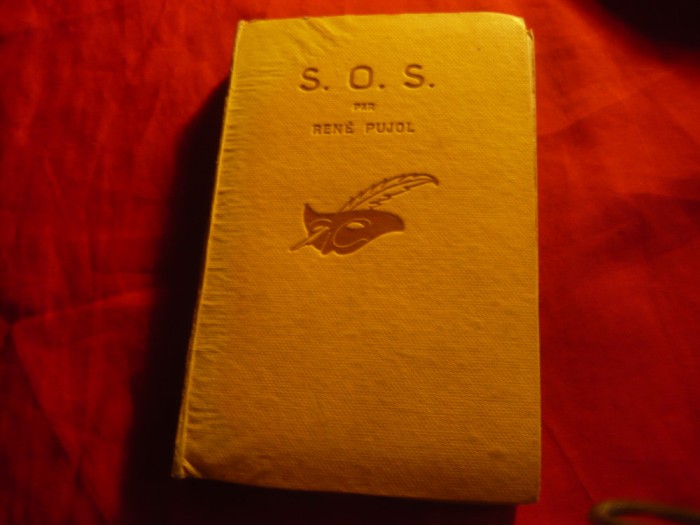 S. O. S.
PAR
RENÉ PUJOL